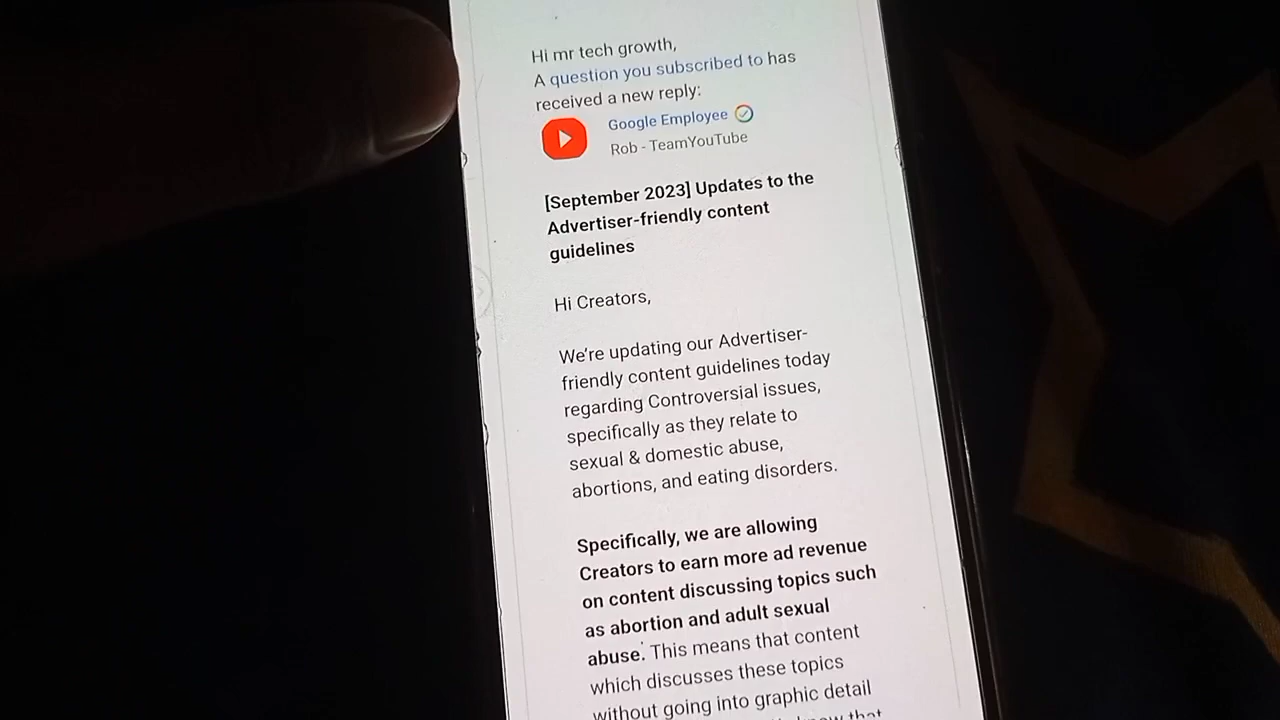 Hi mr tech growth,
A question you subscribed to has
received a new reply:
Google Employee
Rob - TeamYouTube
[September 2023] Updates to the
Advertiser-friendly content
guidelines
Hi Creators,
We're updating our Advertiser-
friendly content guidelines today
regarding Controversial issues,
specifically as they relate to
sexual & domestic abuse,
abortions, and eating disorders.
Specifically, we are allowing
Creators to earn more ad revenue
on content discussing topics such
as abortion and adult sexual
abuse. This means that content
which discusses these topics
without going into graphic detail
that